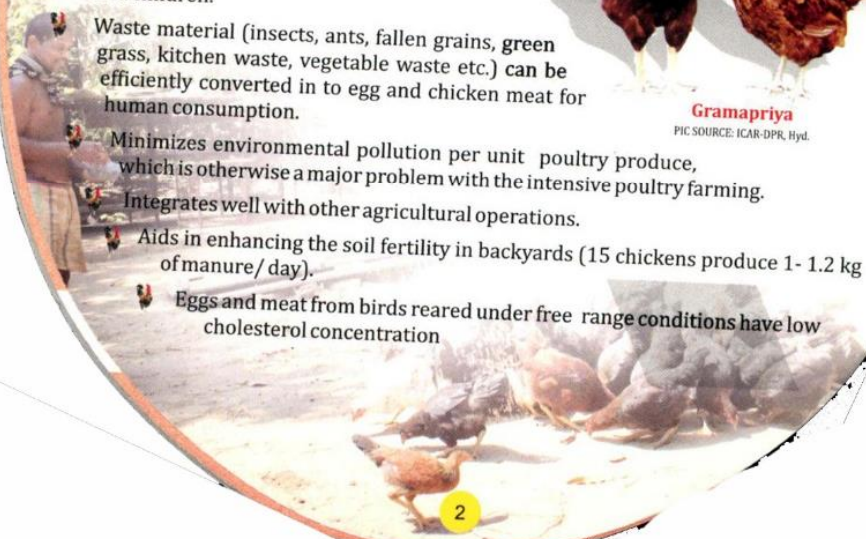 Waste material (insects, ants, fallen grains, green
grass, kitchen waste, vegetable waste etc.) can be
efficiently converted in to egg and chicken meat for
human consumption.
Gramapriya
PIC SOURCE: ICAR-DPR, Hyd.
Minimizes environmental pollution per unit poultry produce,
which is otherwise a major problem with the intensive poultry farming.
Integrates well with other agricultural operations.
Aids in enhancing the soil fertility in backyards (15 chickens produce 1- 1.2 kg
of manure/ day).
Eggs and meat from birds reared under free range conditions have low
cholesterol concentration
2